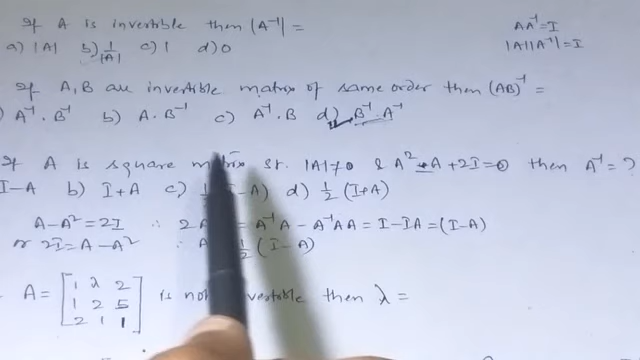 If A is invertible then |A⁻¹| =
AA⁻¹ = I
a) |A| b) 1/|A| c) 1 d) 0
|A||A⁻¹| = I
If A, B are invertible matrix of same order then (AB)⁻¹ =
A⁻¹·B⁻¹ b) A·B⁻¹ c) A⁻¹·B d) B⁻¹·A⁻¹
If A is square matrix st. |A|≠0 & A² - A + 2I = 0 then A⁻¹ = ?
I-A b) I+A c) -A) d) 1/2 (I+A)
A-A² = 2I ∴ 2A = A⁻¹A - A⁻¹AA = I - IA = (I-A)
or 2I = A-A² ∴ A 1/2 (I-A)
A = [1 λ 2
1 2 5
2 1 1] is then λ =